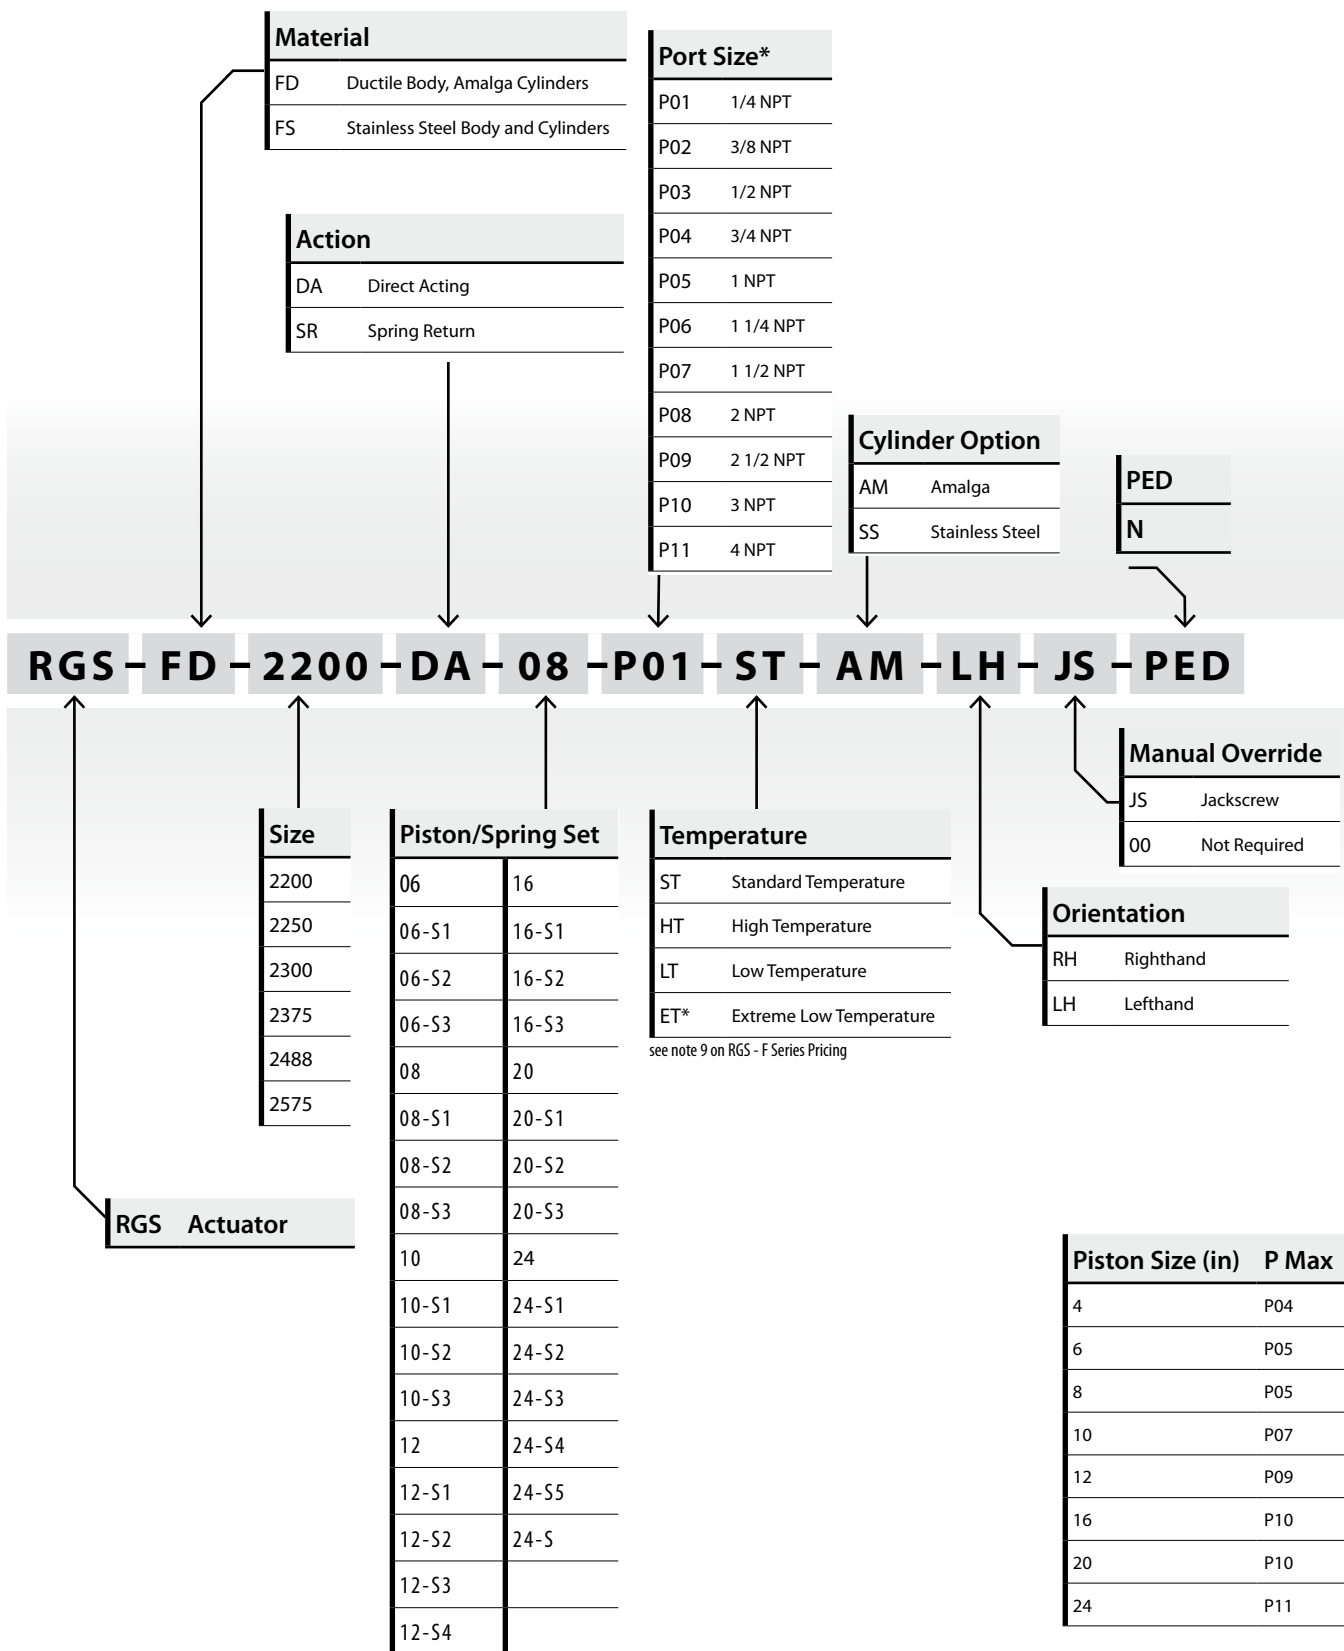 Material
FD Ductile Body, Amalga Cylinders
FS Stainless Steel Body and Cylinders
Action
DA Direct Acting
SR Spring Return
Port Size*
P01 1/4 NPT
P02 3/8 NPT
P03 1/2 NPT
P04 3/4 NPT
P05 1 NPT
P06 1 1/4 NPT
P07 1 1/2 NPT
P08 2 NPT
P09 2 1/2 NPT
P10 3 NPT
P11 4 NPT
Cylinder Option
AM Amalga
SS Stainless Steel
PED
N
RGS – FD – 2200 – DA – 08 – P01 – ST – AM – LH – JS – PED
Manual Override
JS Jackscrew
00 Not Required
Size
2200
2250
2300
2375
2488
2575
Piston/Spring Set
06 16
06-S1 16-S1
06-S2 16-S2
06-S3 16-S3
08 20
08-S1 20-S1
08-S2 20-S2
08-S3 20-S3
10 24
10-S1 24-S1
10-S2 24-S2
10-S3 24-S3
12 24-S4
12-S1 24-S5
12-S2 24-S
12-S3
12-S4
Temperature
ST Standard Temperature
HT High Temperature
LT Low Temperature
ET* Extreme Low Temperature
see note 9 on RGS - F Series Pricing
Orientation
RH Righthand
LH Lefthand
RGS Actuator
Piston Size (in) P Max
4 P04
6 P05
8 P05
10 P07
12 P09
16 P10
20 P10
24 P11